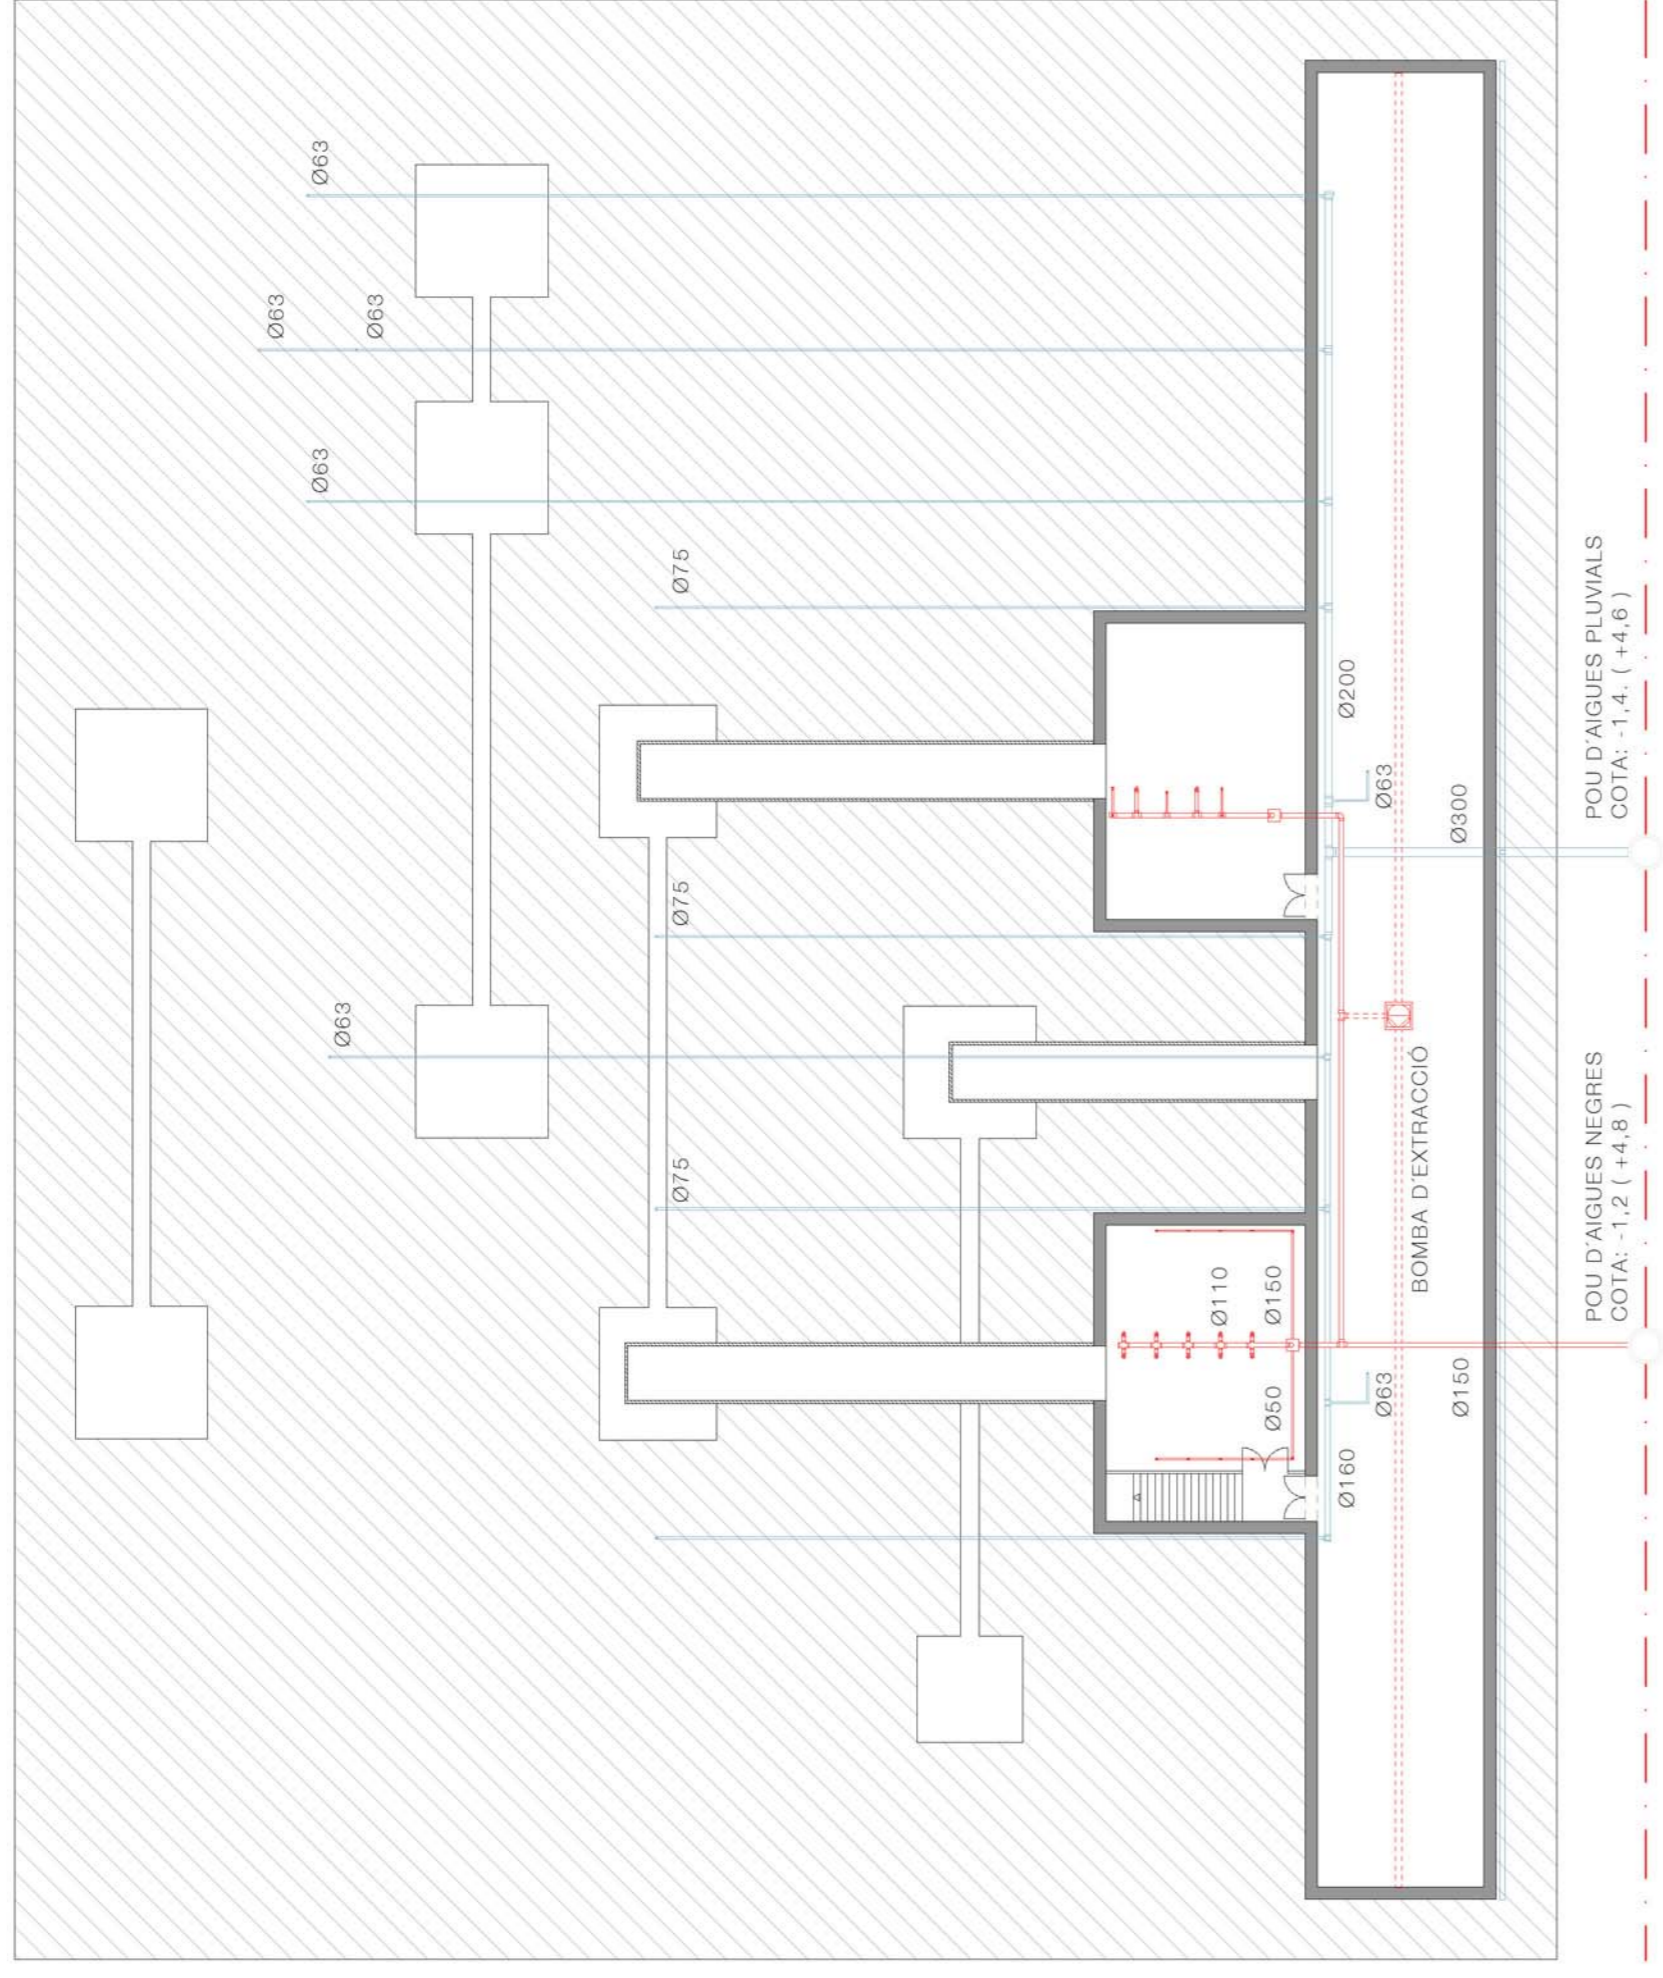 Ø63
Ø63
Ø63
Ø63
Ø63
Ø75
Ø75
Ø75
Ø200
Ø63
Ø300
Ø110
Ø150
Ø50
Ø63
Ø160
Ø150
BOMBA D'EXTRACCIÓ
POU D'AIGUES PLUVIALS
COTA: -1,4. ( +4,6 )
POU D'AIGUES NEGRES
COTA: -1,2 ( +4,8 )